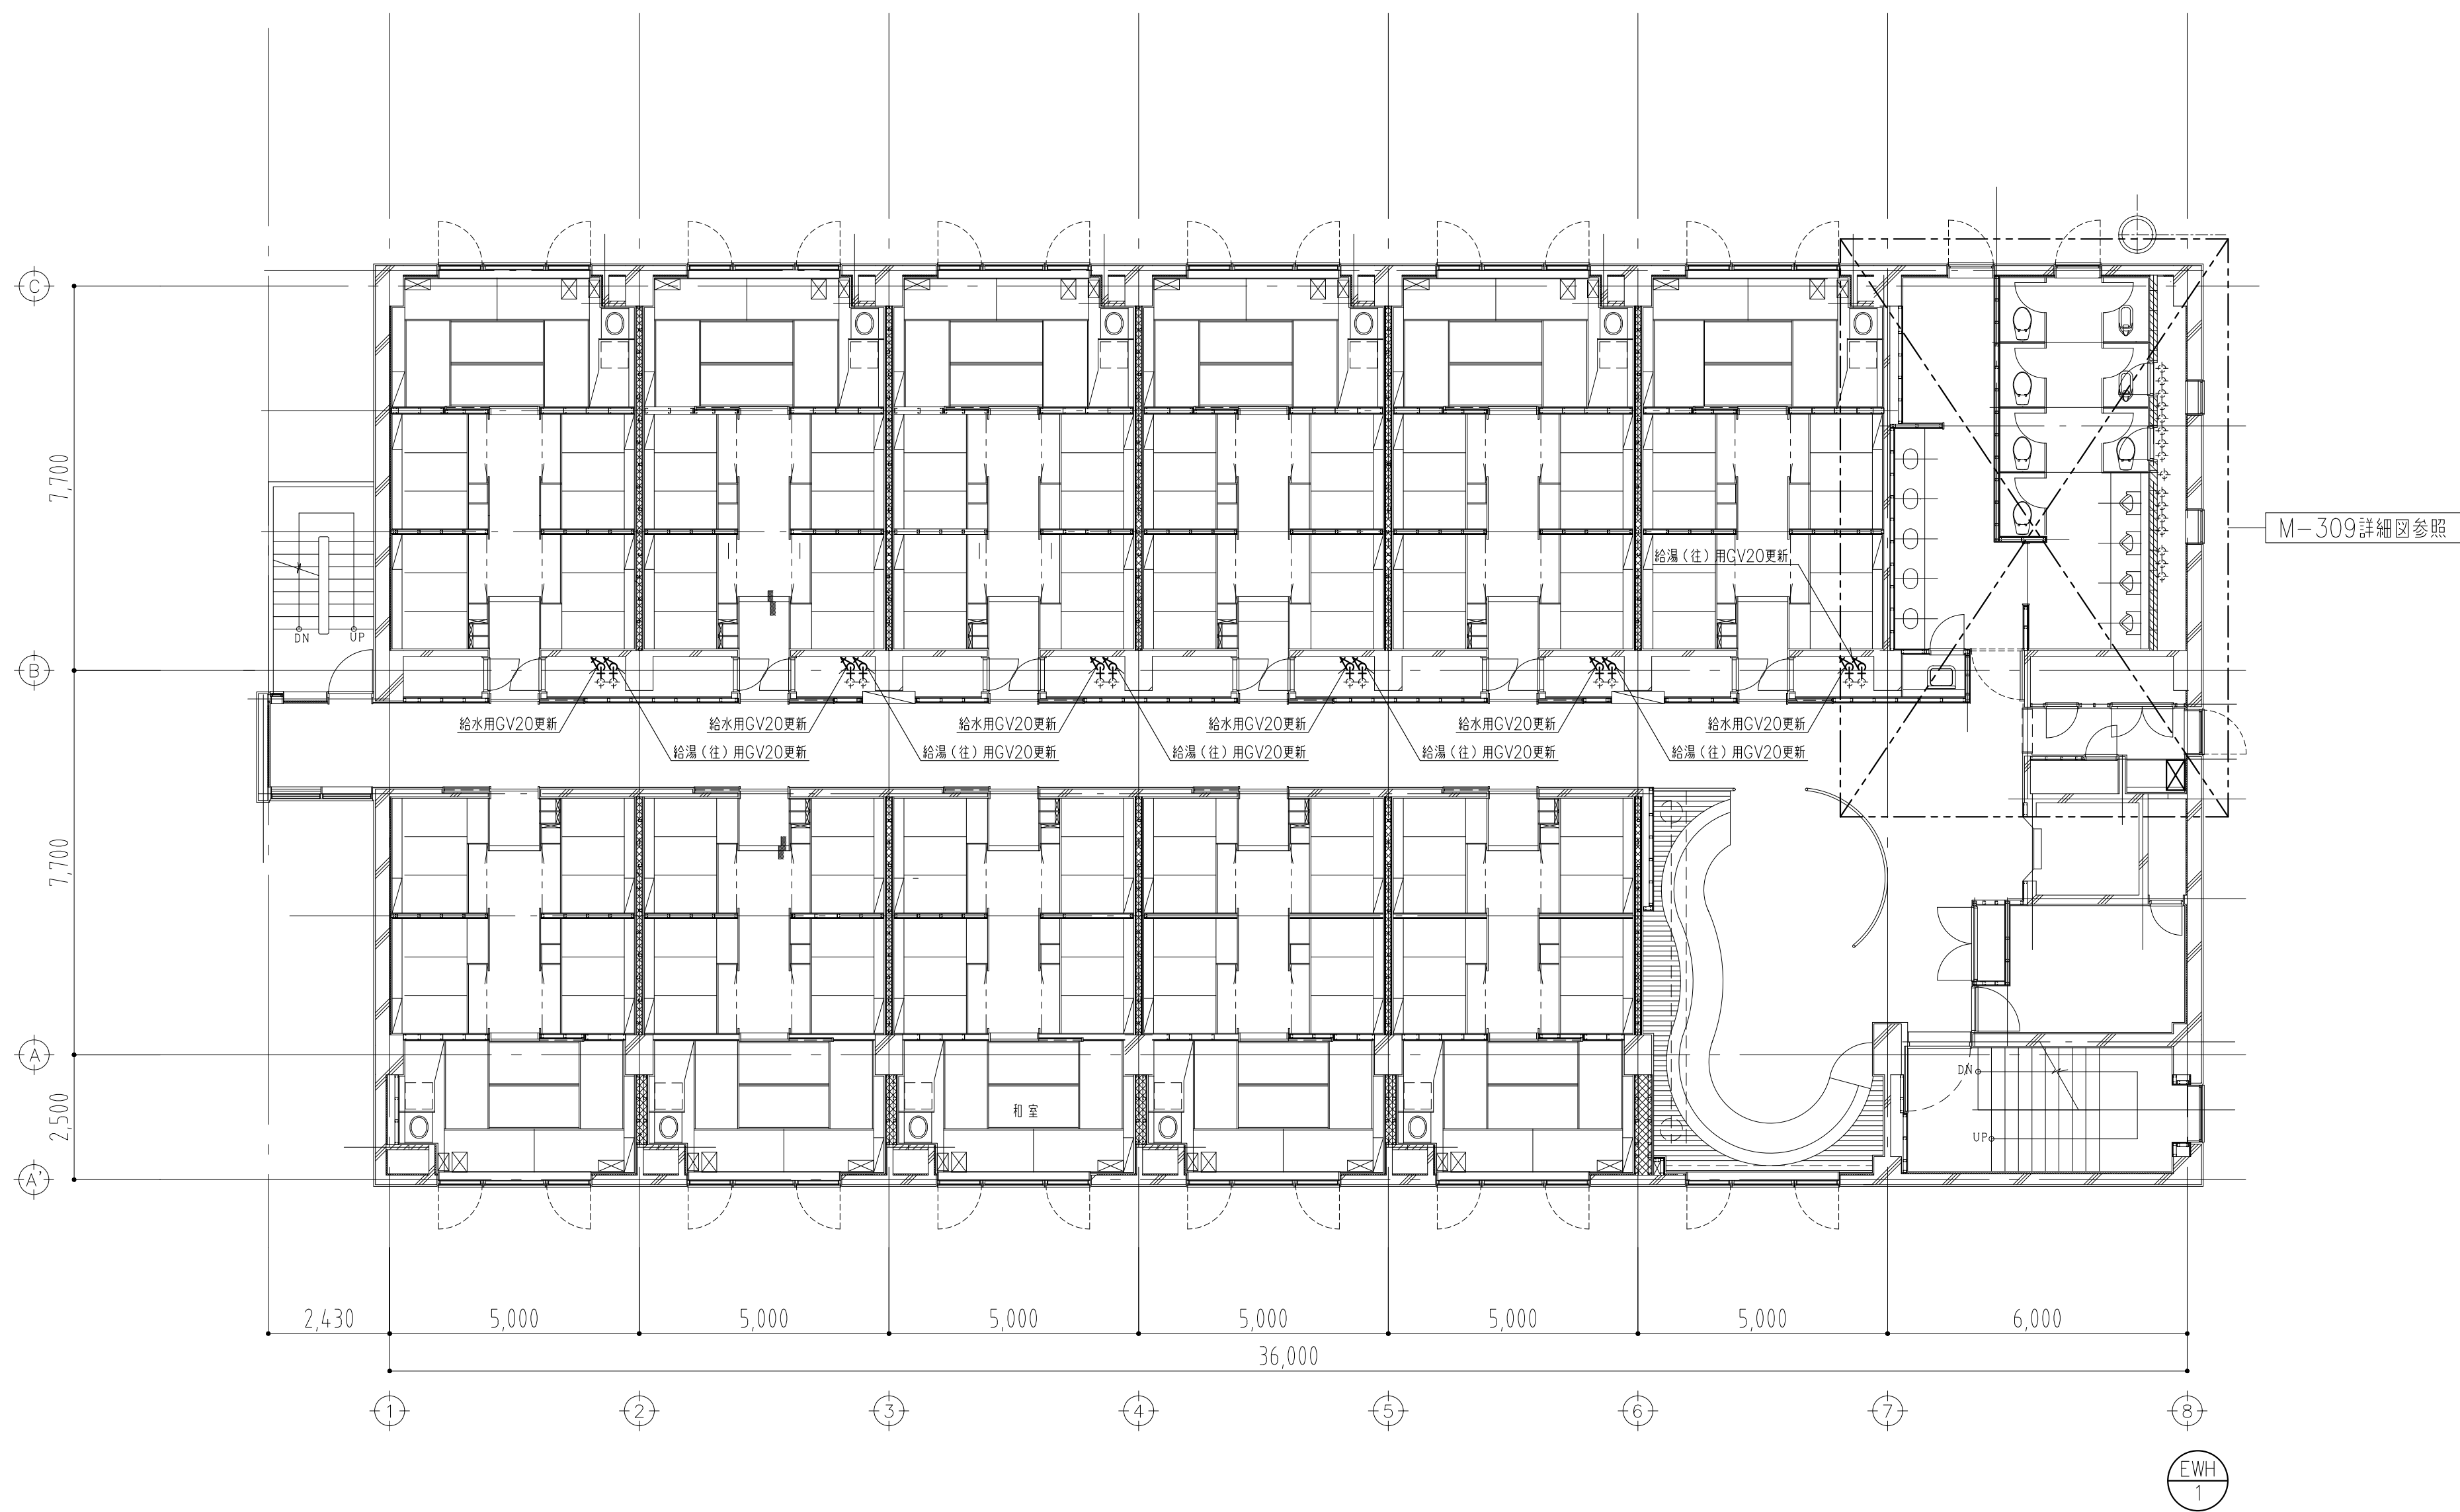 C
7,700
M-309詳細図参照
給湯(往)用GV20更新
DN
UP
B
給水用GV20更新
給水用GV20更新
給水用GV20更新
給水用GV20更新
給水用GV20更新
給水用GV20更新
給湯(往)用GV20更新
給湯(往)用GV20更新
給湯(往)用GV20更新
給湯(往)用GV20更新
給湯(往)用GV20更新
7,700
A
DN
2,500
和室
UP
A'
2,430
5,000
5,000
5,000
5,000
5,000
5,000
6,000
36,000
1
2
3
4
5
6
7
8
EWH
1